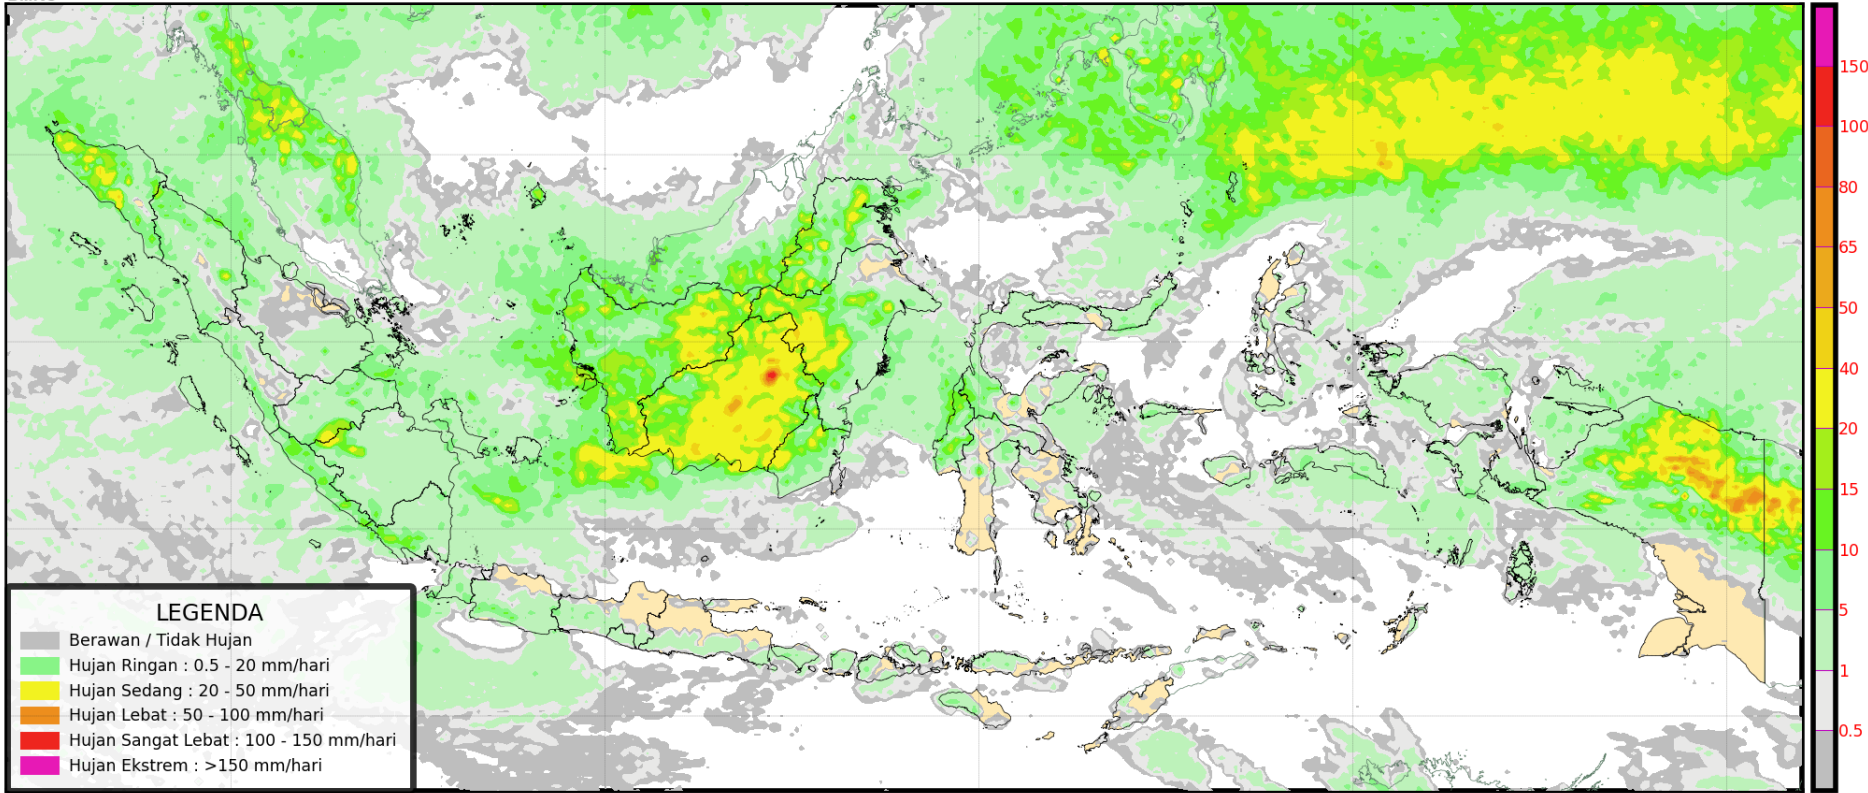 LEGENDA
Berawan / Tidak Hujan
Hujan Ringan : 0.5 - 20 mm/hari
Hujan Sedang : 20 - 50 mm/hari
Hujan Lebat : 50 - 100 mm/hari
Hujan Sangat Lebat : 100 - 150 mm/hari
Hujan Ekstrem : >150 mm/hari
150
100
80
65
50
40
20
15
10
5
1
0.5